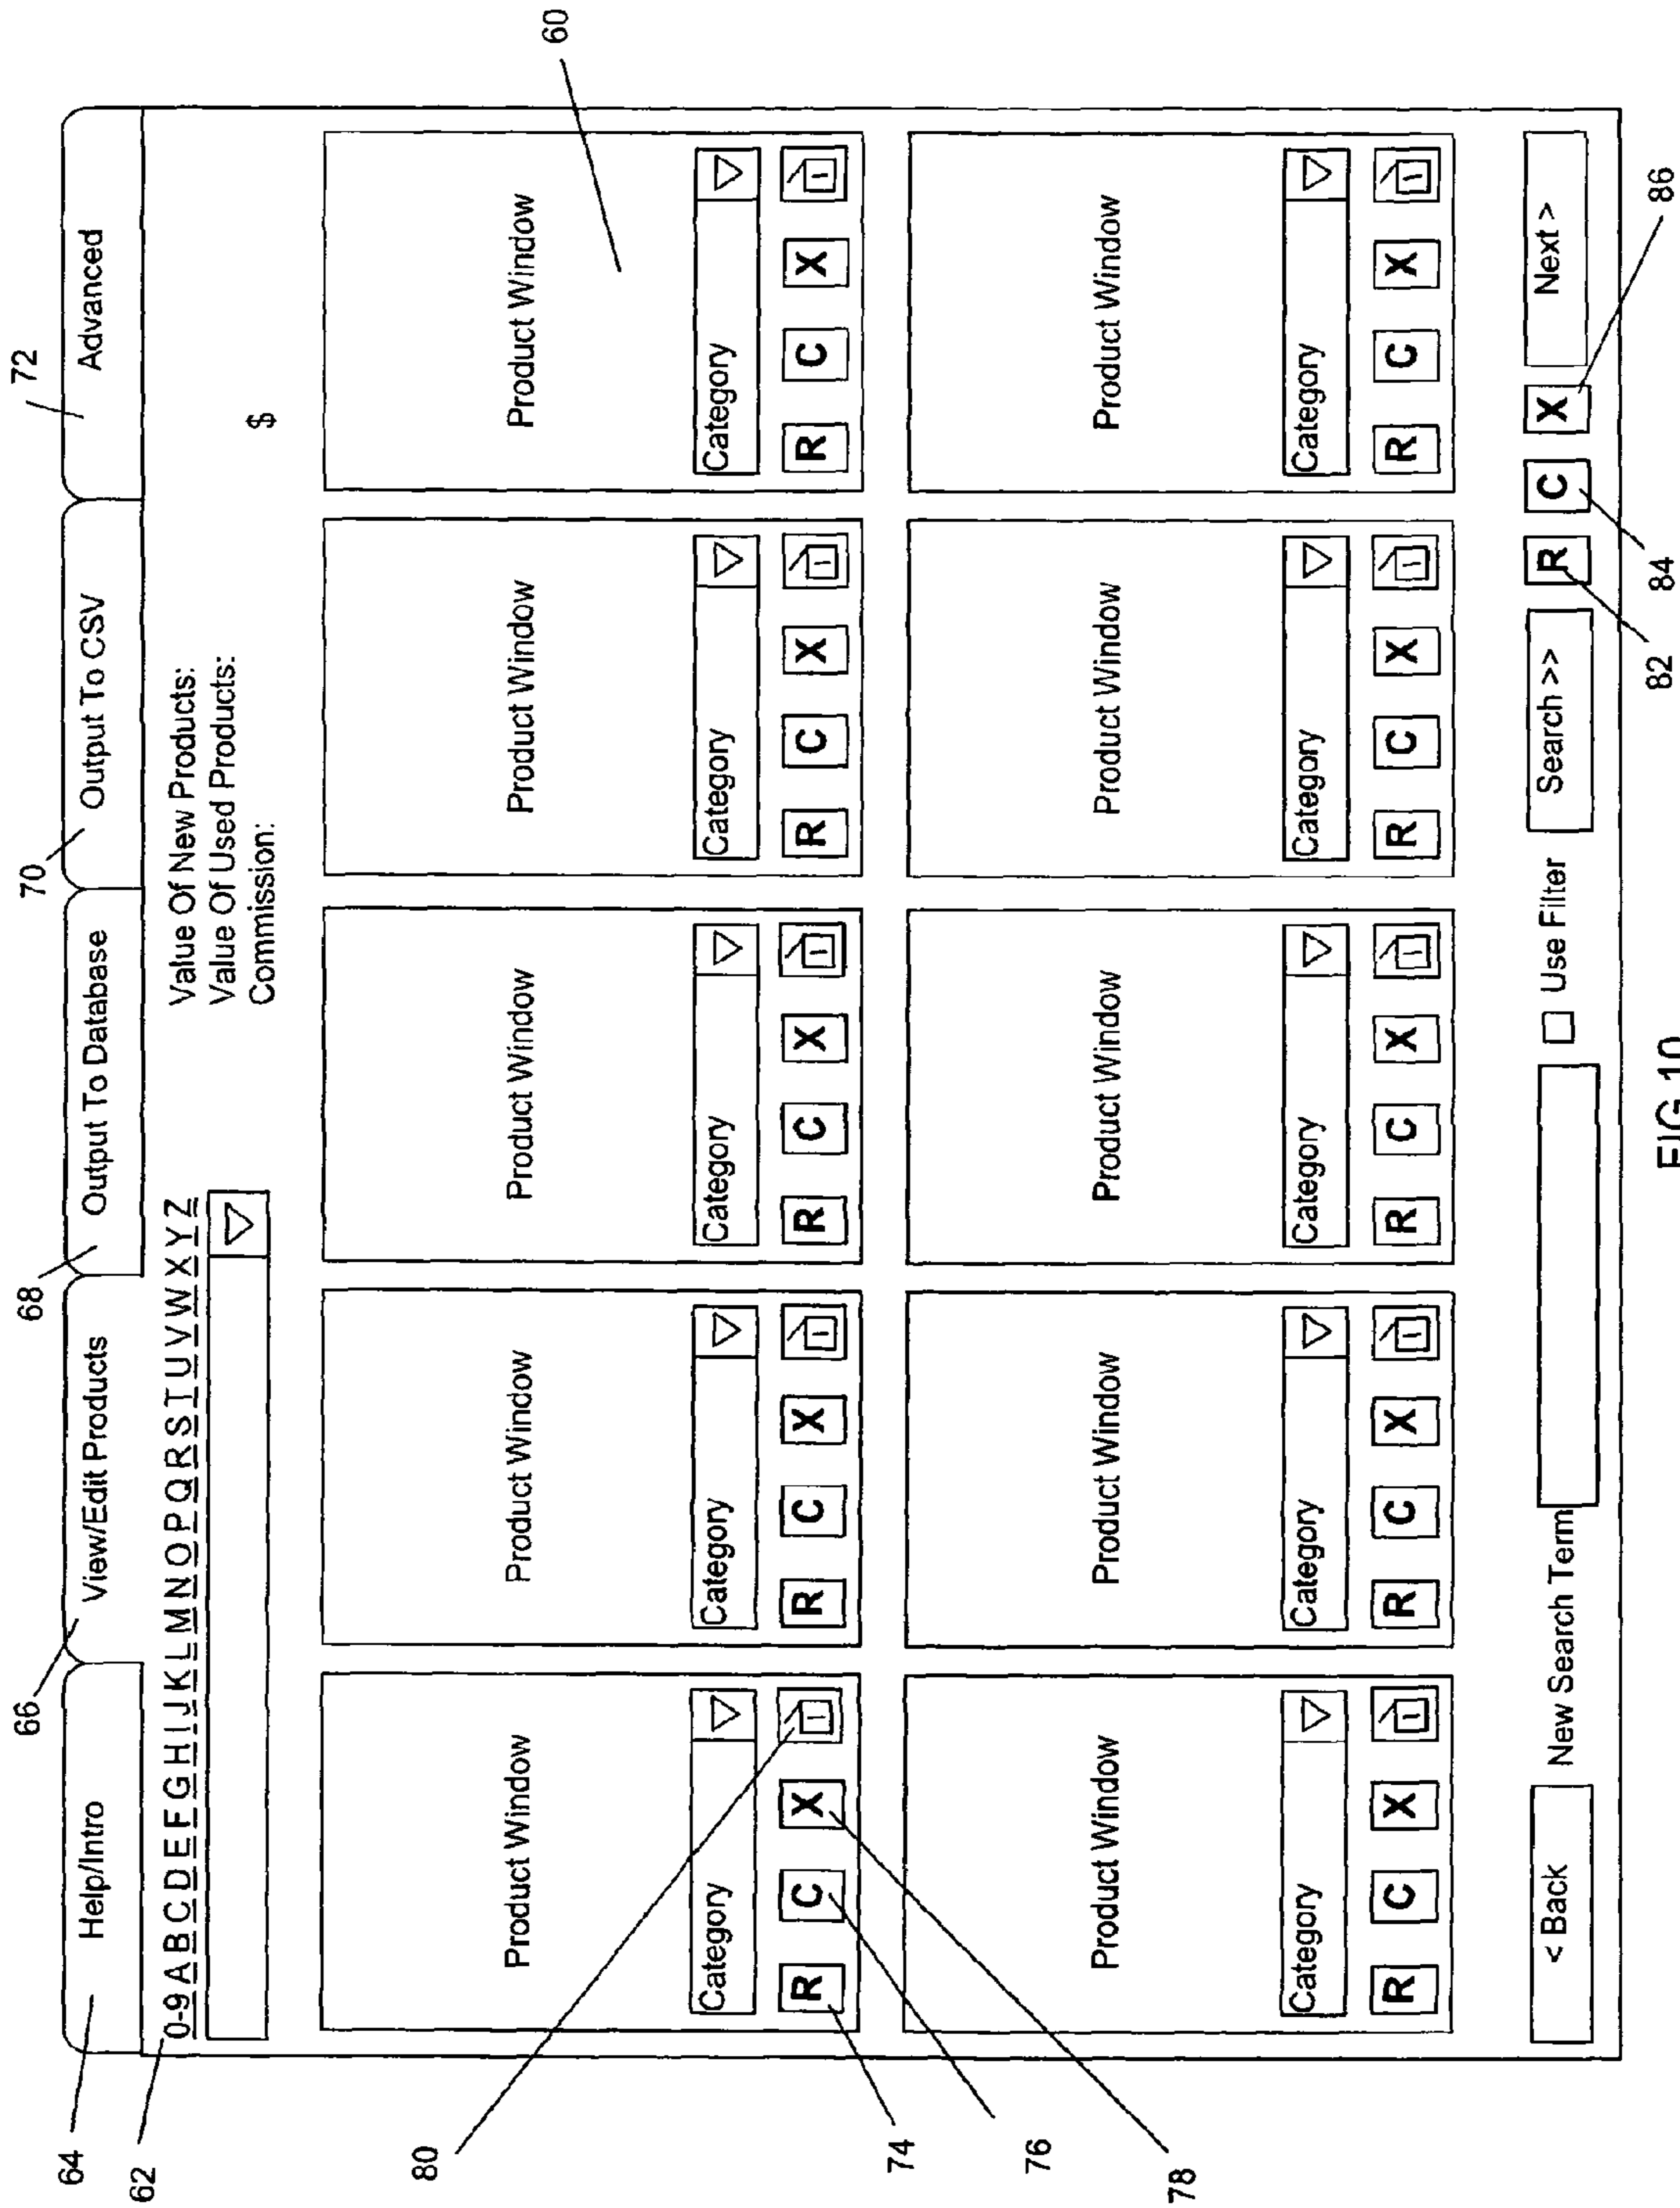 66
68
70
72
64
62
Help/Intro
View/Edit Products
Output To Database
Output To CSV
Advanced
0-9 A B C D E F G H I J K L M N O P Q R S T U V W X Y Z
Value Of New Products:
Value Of Used Products:
Commission:
$
60
Product Window
Product Window
Product Window
Product Window
Product Window
Category
Category
Category
Category
Category
R C X
R C X
R C X
R C X
R C X
80
74
76
78
Product Window
Product Window
Product Window
Product Window
Product Window
Category
Category
Category
Category
Category
R C X
R C X
R C X
R C X
R C X
< Back
New Search Term
Use Filter
Search >>
R C X
Next >
82
84
86
FIG 10